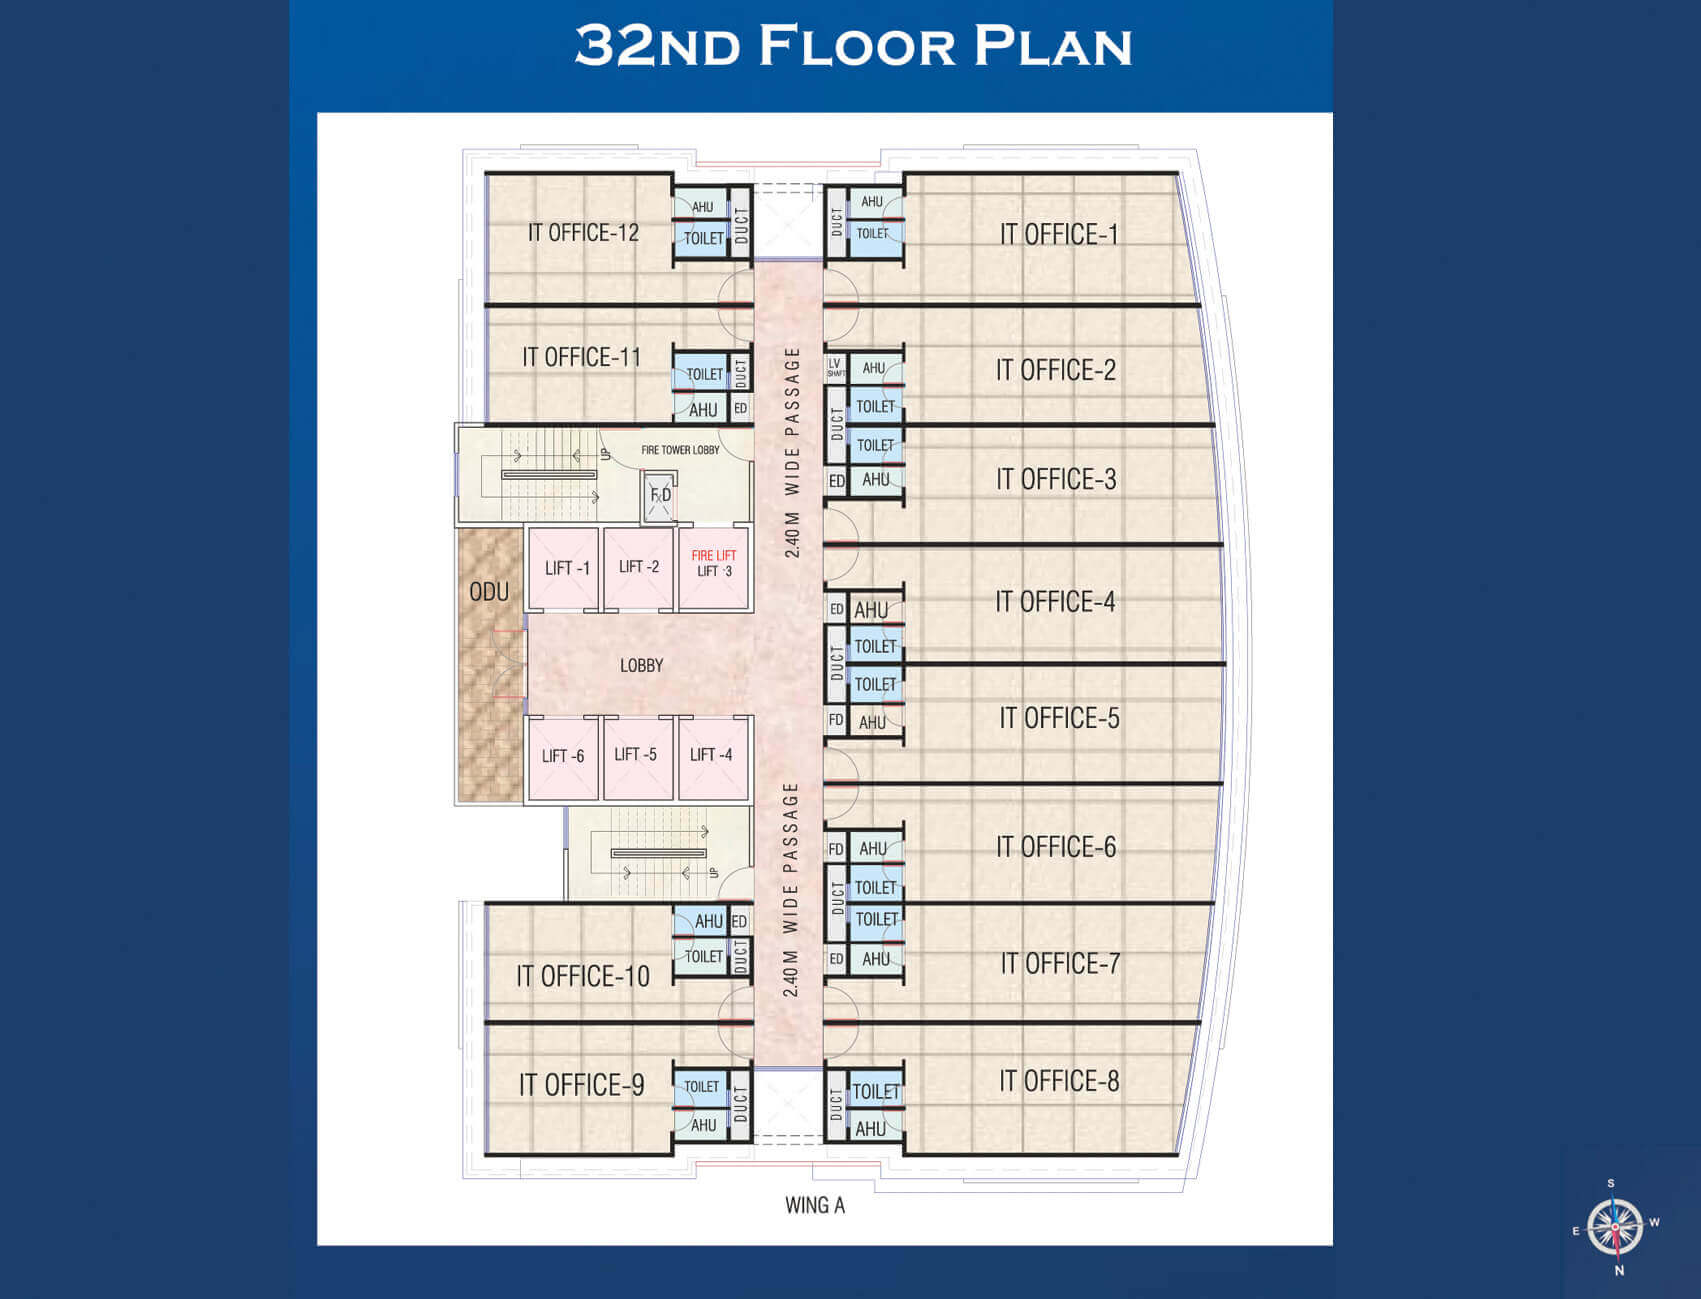 32ND FLOOR PLAN
IT OFFICE-12
AHU
TOILET
DUCT
DUCT
AHU
TOILET
IT OFFICE-1
IT OFFICE-11
TOILET
DUCT
AHU
ED
2.40 M WIDE PASSAGE
LV
SHAFT
AHU
TOILET
DUCT
IT OFFICE-2
TOILET
ED
AHU
IT OFFICE-3
UP
FIRE TOWER LOBBY
F.D
LIFT -1
LIFT -2
FIRE LIFT
LIFT -3
ODU
LOBBY
ED
AHU
TOILET
DUCT
IT OFFICE-4
TOILET
FD
AHU
IT OFFICE-5
LIFT -6
LIFT -5
LIFT -4
UP
2.40 M WIDE PASSAGE
FD
AHU
TOILET
DUCT
IT OFFICE-6
AHU
ED
TOILET
DUCT
IT OFFICE-10
TOILET
ED
AHU
IT OFFICE-7
IT OFFICE-9
TOILET
DUCT
AHU
DUCT
TOILET
AHU
IT OFFICE-8
WING A
S
E
W
N